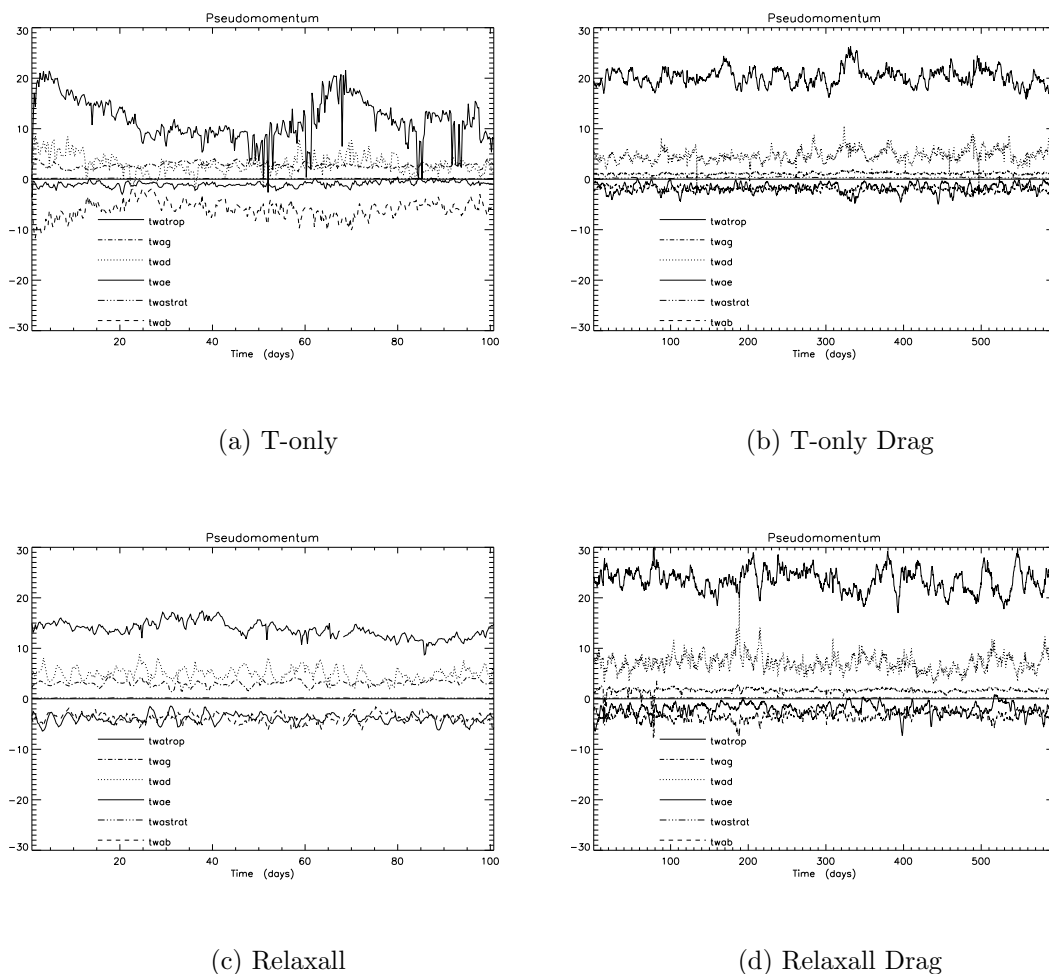 Pseudomomentum
30
20
10
0
-10
-20
-30
twatrop
twag
twad
twae
twastrat
twab
20
40
60
80
100
Time (days)
(a) T-only
Pseudomomentum
30
20
10
0
-10
-20
-30
twatrop
twag
twad
twae
twastrat
twab
100
200
300
400
500
Time (days)
(b) T-only Drag
Pseudomomentum
30
20
10
0
-10
-20
-30
twatrop
twag
twad
twae
twastrat
twab
20
40
60
80
100
Time (days)
(c) Relaxall
Pseudomomentum
30
20
10
0
-10
-20
-30
twatrop
twag
twad
twae
twastrat
twab
100
200
300
400
500
Time (days)
(d) Relaxall Drag